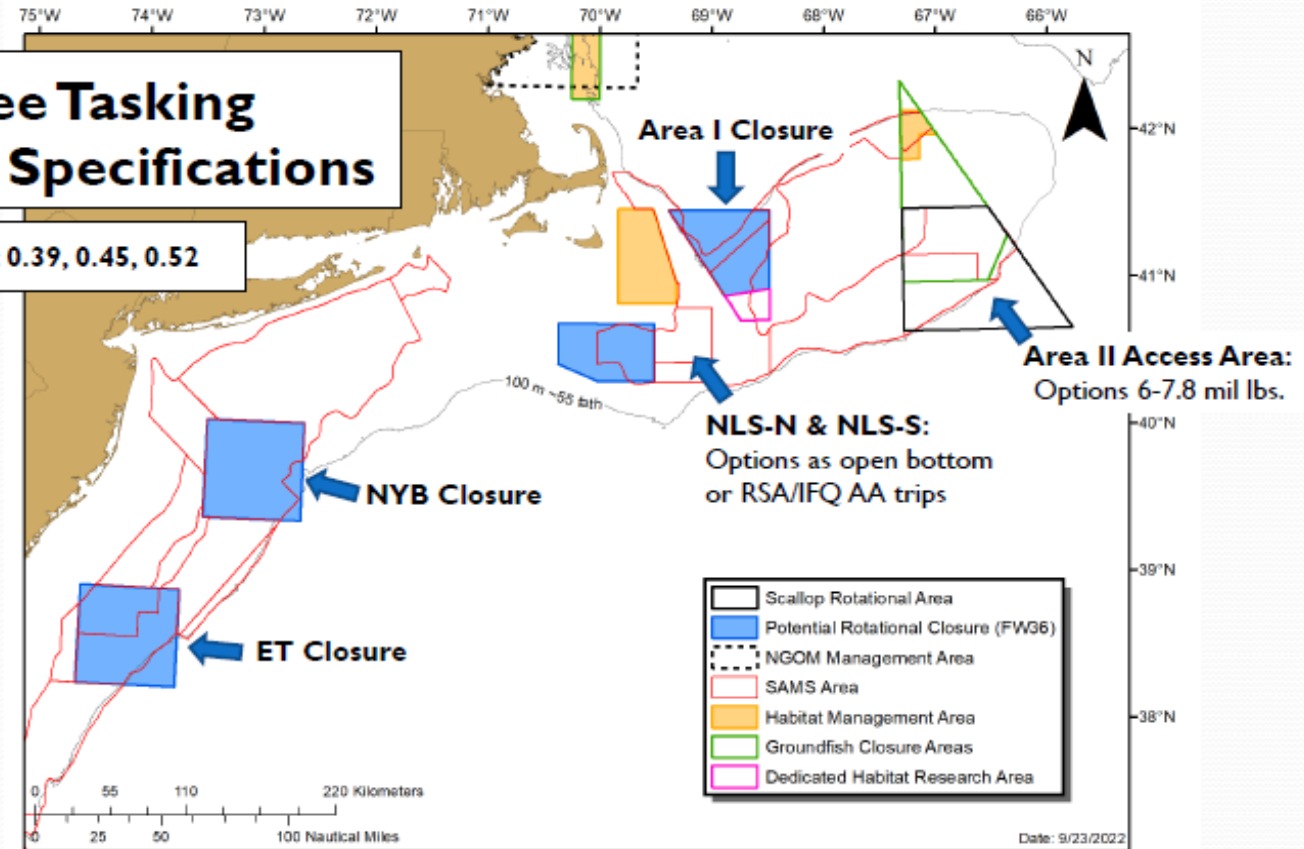 75°W 74°W 73°W 72°W 71°W 70°W 69°W 68°W 67°W 66°W
ee Tasking
Specifications
0.39, 0.45, 0.52
N
42°N
Area I Closure
41°N
Area II Access Area:
Options 6-7.8 mil lbs.
100 m ~55 fath
40°N
NLS-N & NLS-S:
Options as open bottom
or RSA/IFQ AA trips
NYB Closure
39°N
Scallop Rotational Area
Potential Rotational Closure (FW36)
NGOM Management Area
SAMS Area
Habitat Management Area
Groundfish Closure Areas
Dedicated Habitat Research Area
ET Closure
38°N
0 55 110 220 Kilometers
0 25 50 100 Nautical Miles
Date: 9/23/2022